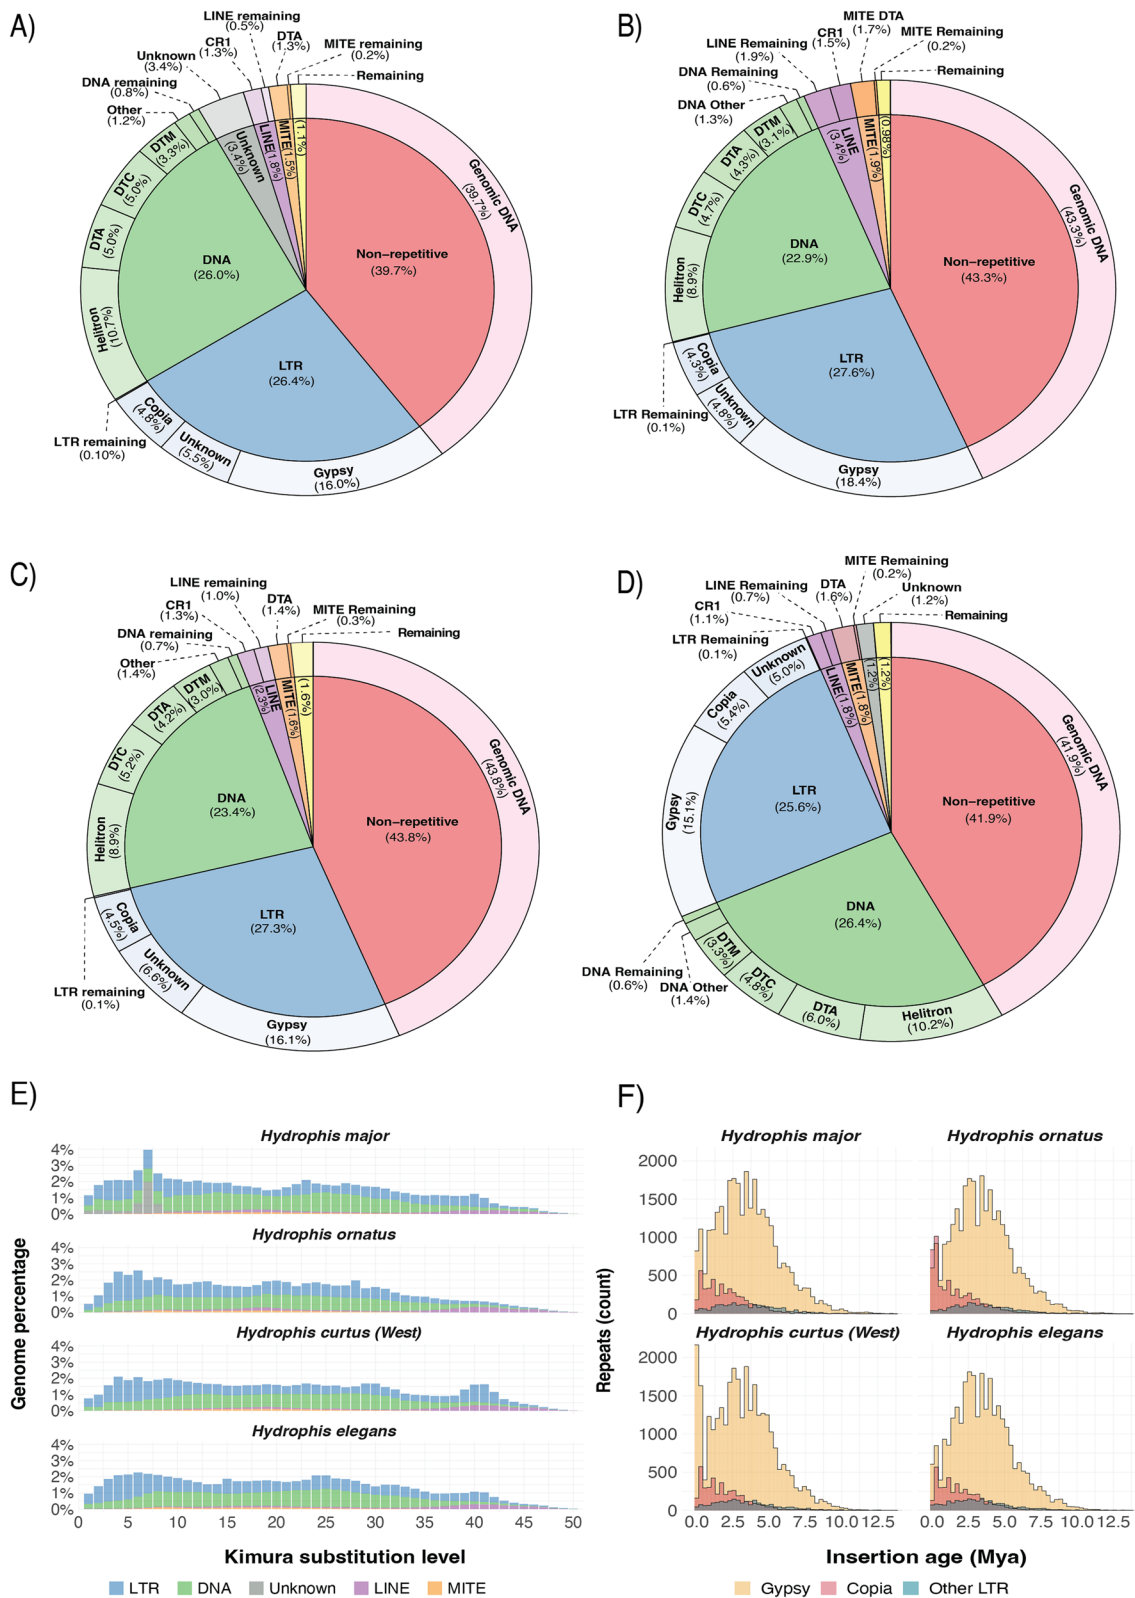 A)
LINE remaining
(0.5%)
DTA
(1.3%)
CR1
(1.3%)
MITE remaining
(0.2%)
Unknown
(3.4%)
Remaining
DNA remaining
(0.8%)
Other
(1.2%)
DTM
(3.3%)
DTC
(5.0%)
DTA
(5.0%)
Helitron
(10.7%)
LTR remaining
(0.10%)
Copia
(4.8%)
Unknown
(5.5%)
Gypsy
(16.0%)
Genomic DNA
(39.7%)
Unknown
(3.4%)
LINE
(1.8%)
MITE
(1.5%)
(1.1%)
DNA
(26.0%)
Non-repetitive
(39.7%)
LTR
(26.4%)
B)
MITE DTA
(1.7%)
CR1
(1.5%)
MITE Remaining
(0.2%)
LINE Remaining
(1.9%)
Remaining
DNA Remaining
(0.6%)
DNA Other
(1.3%)
DTM
(3.1%)
DTA
(4.3%)
DTC
(4.7%)
Helitron
(8.9%)
LTR Remaining
(0.1%)
Copia
(4.3%)
Unknown
(4.8%)
Gypsy
(18.4%)
Genomic DNA
(43.3%)
LINE
(3.4%)
MITE
(1.9%)
(0.98%)
DNA
(22.9%)
Non-repetitive
(43.3%)
LTR
(27.6%)
C)
LINE remaining
(1.0%)
DTA
(1.4%)
CR1
(1.3%)
MITE Remaining
(0.3%)
DNA remaining
(0.7%)
Remaining
Other
(1.4%)
DTM
(3.0%)
DTA
(4.2%)
DTC
(5.2%)
Helitron
(8.9%)
LTR remaining
(0.1%)
Copia
(4.5%)
Unknown
(6.6%)
Gypsy
(16.1%)
Genomic DNA
(43.8%)
LINE
(2.3%)
MITE
(1.6%)
(1.6%)
DNA
(23.4%)
Non-repetitive
(43.8%)
LTR
(27.3%)
D)
MITE Remaining
(0.2%)
LINE Remaining
(0.7%)
DTA
(1.6%)
Unknown
(1.2%)
CR1
(1.1%)
Remaining
LTR Remaining
(0.1%)
Unknown
(5.0%)
Copia
(5.4%)
Gypsy
(15.1%)
DNA Remaining
(0.6%)
DNA Other
(1.4%)
DTM
(3.3%)
DTC
(4.8%)
DTA
(6.0%)
Helitron
(10.2%)
Genomic DNA
(41.9%)
LINE
(1.8%)
MITE
(1.8%)
(1.2%)
(1.2%)
LTR
(25.6%)
Non-repetitive
(41.9%)
DNA
(26.4%)
E)
Genome percentage
Hydrophis major
4%
3%
2%
1%
0%
Hydrophis ornatus
4%
3%
2%
1%
0%
Hydrophis curtus (West)
4%
3%
2%
1%
0%
Hydrophis elegans
4%
3%
2%
1%
0%
0 5 10 15 20 25 30 35 40 45 50
Kimura substitution level
LTR DNA Unknown LINE MITE
F)
Repeats (count)
Hydrophis major Hydrophis ornatus
2000
1500
1000
500
0
Hydrophis curtus (West) Hydrophis elegans
2000
1500
1000
500
0
0.0 2.5 5.0 7.5 10.0 12.5 0.0 2.5 5.0 7.5 10.0 12.5
Insertion age (Mya)
Gypsy Copia Other LTR